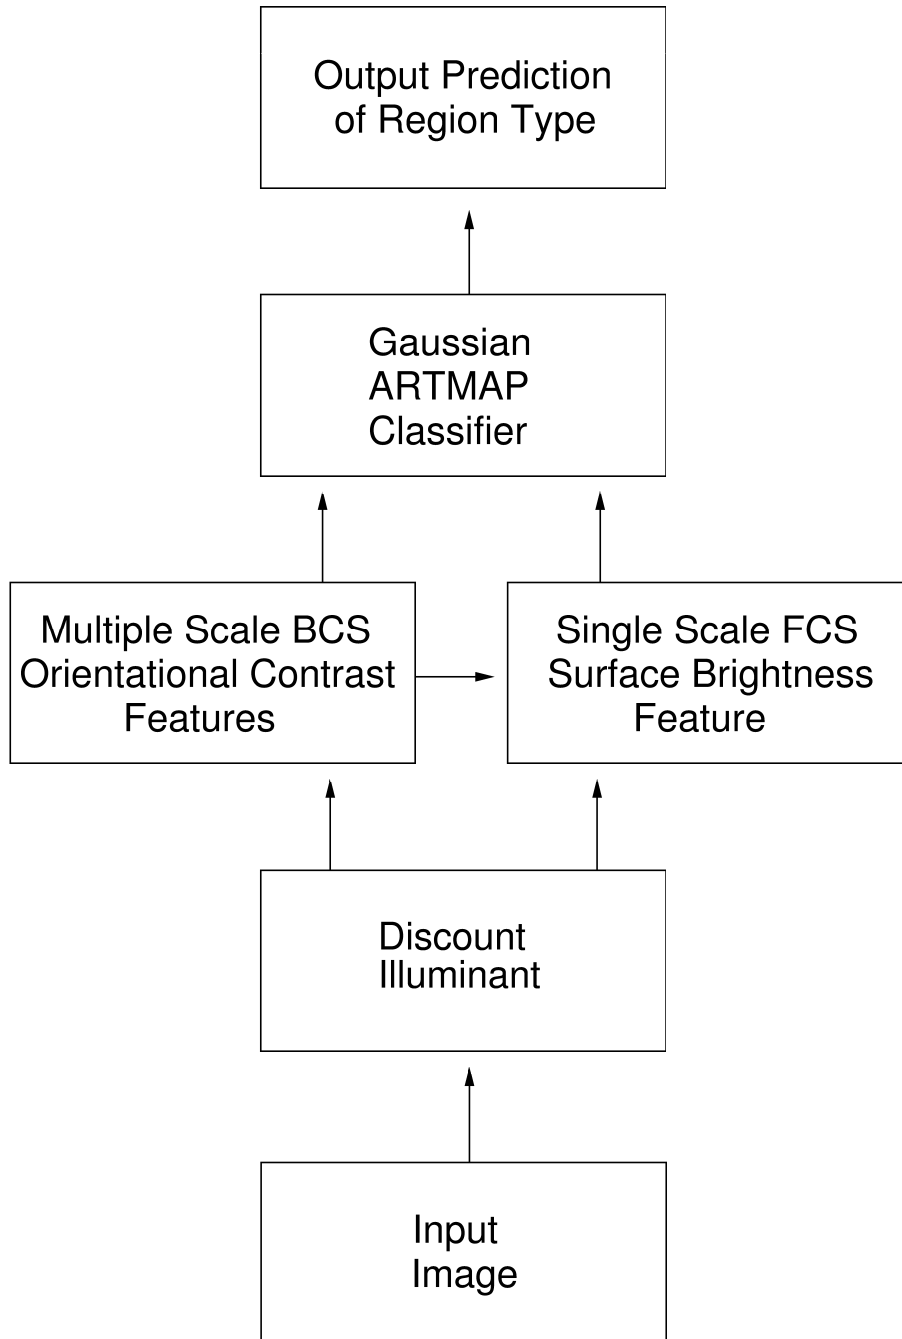 Output Prediction
of Region Type
Gaussian
ARTMAP
Classifier
Multiple Scale BCS
Orientational Contrast
Features
Single Scale FCS
Surface Brightness
Feature
Discount
Illuminant
Input
Image